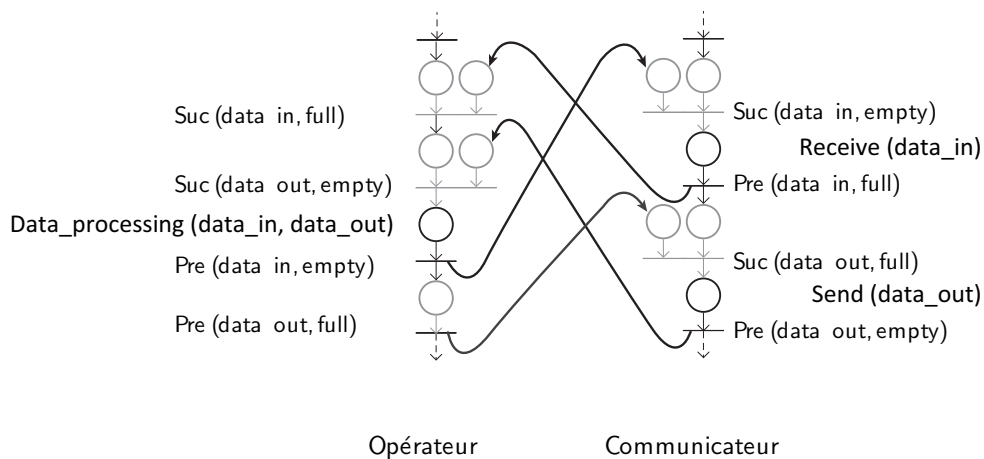 Suc (data in, full)
Suc (data out, empty)
Data_processing (data_in, data_out)
Pre (data in, empty)
Pre (data out, full)
Suc (data in, empty)
Receive (data_in)
Pre (data in, full)
Suc (data out, full)
Send (data_out)
Pre (data out, empty)
Opérateur
Communicateur